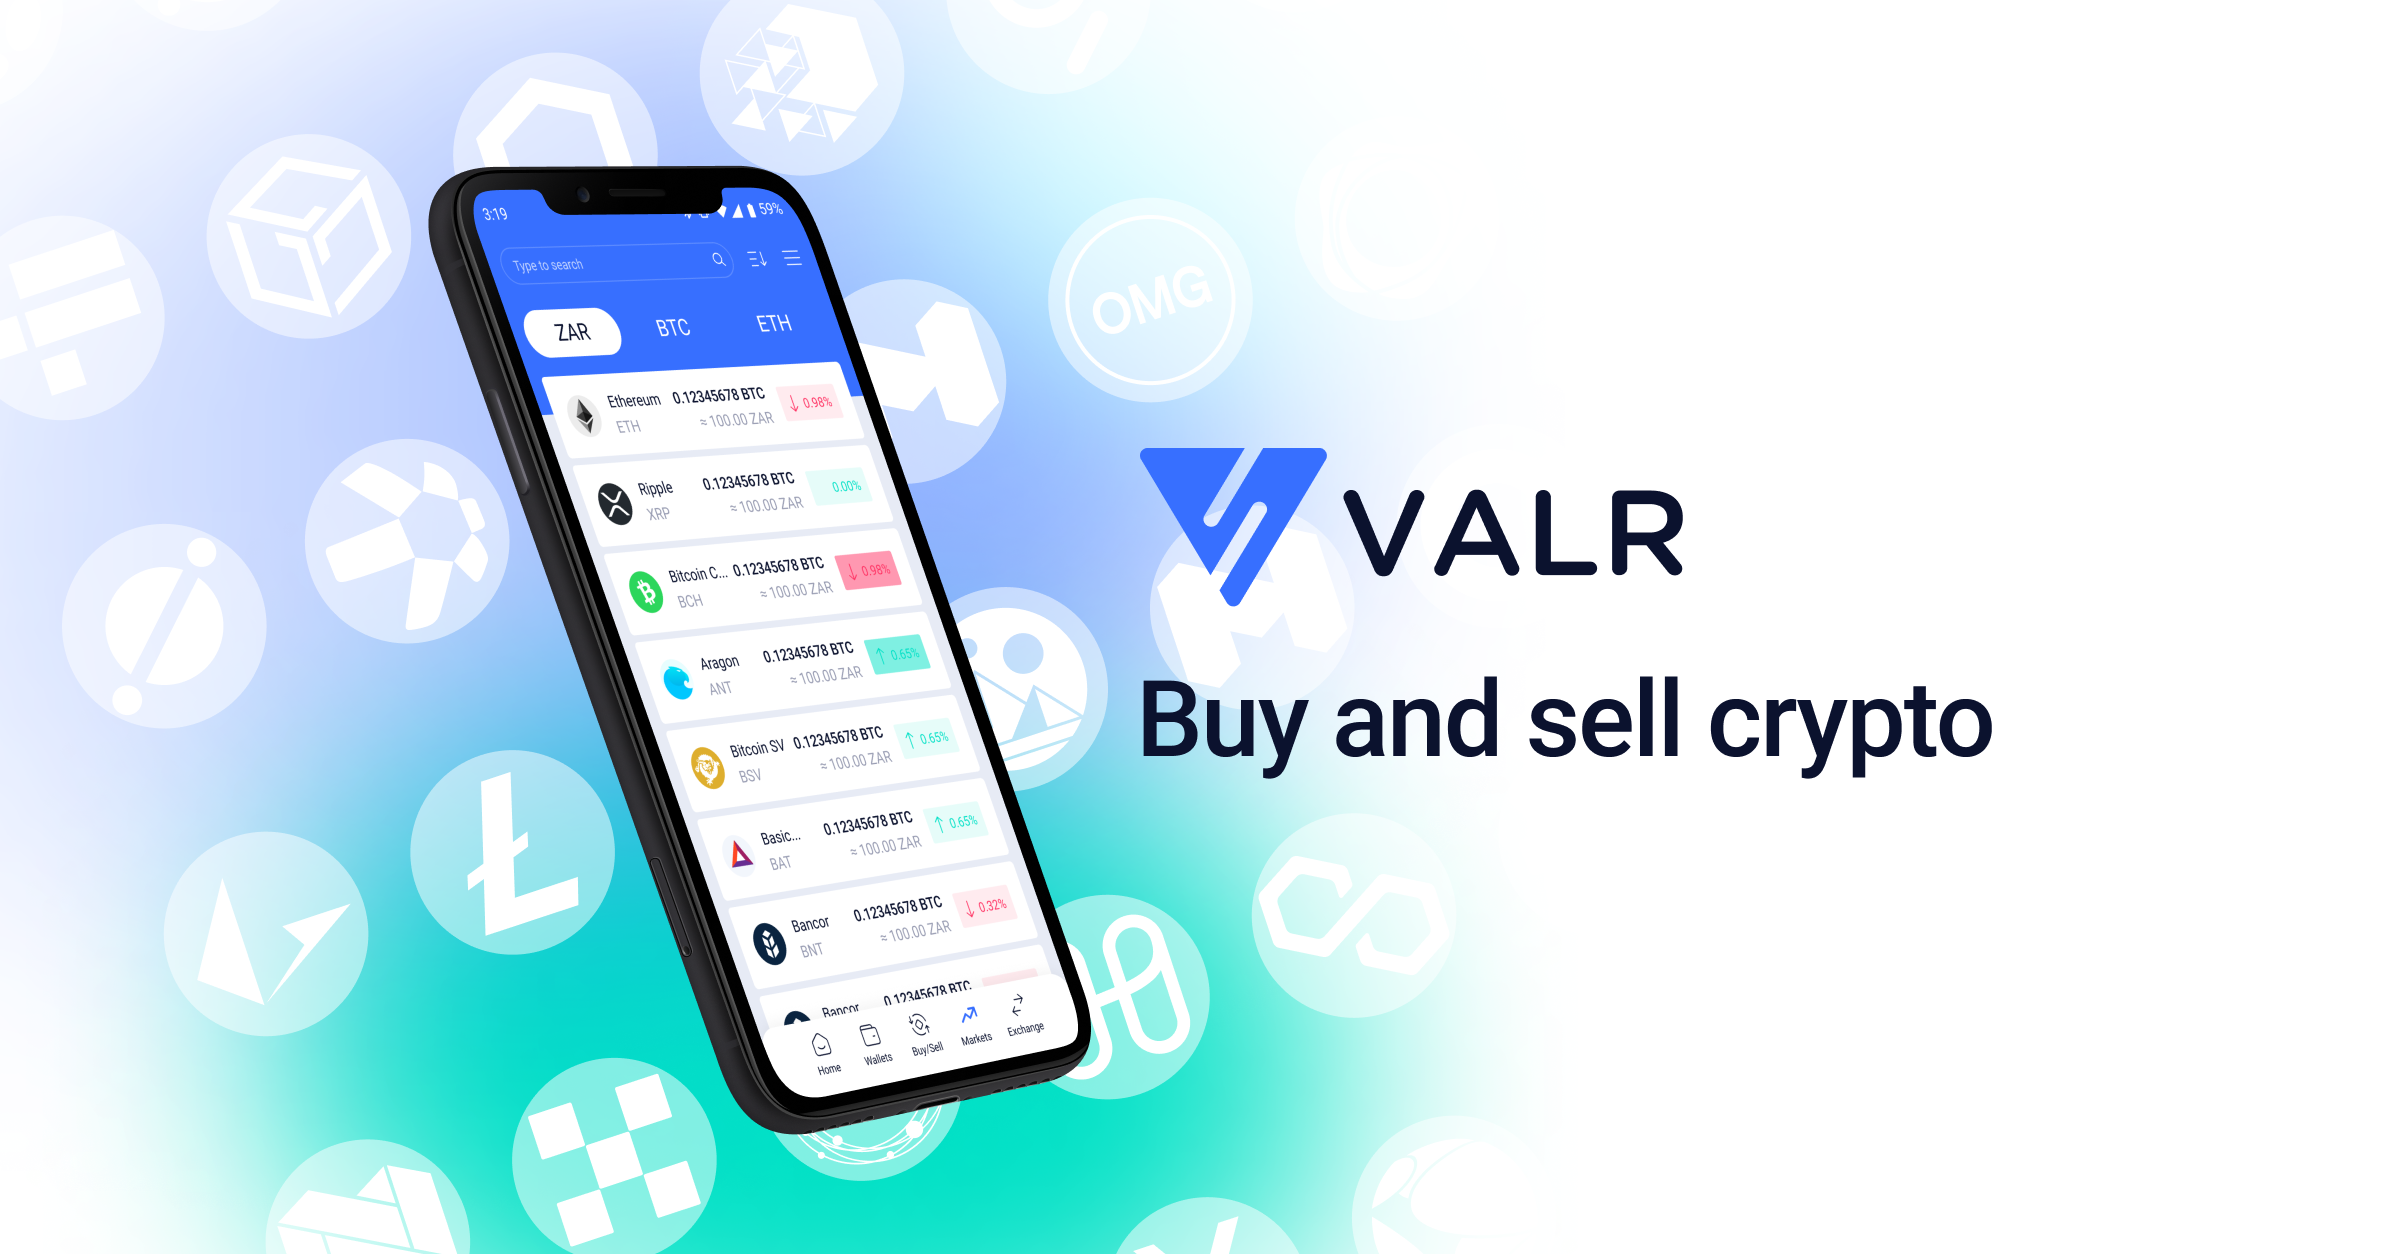 3:19
59%
Type to search
ZAR BTC ETH
Ethereum 0.12345678 BTC
ETH ≈ 100.00 ZAR
0.98%
Ripple 0.12345678 BTC
XRP ≈ 100.00 ZAR
0.00%
Bitcoin C... 0.12345678 BTC
BCH ≈ 100.00 ZAR
0.98%
Aragon 0.12345678 BTC
ANT ≈ 100.00 ZAR
0.65%
Bitcoin SV 0.12345678 BTC
BSV ≈ 100.00 ZAR
0.65%
Basic... 0.12345678 BTC
BAT ≈ 100.00 ZAR
0.65%
Bancor 0.12345678 BTC
BNT ≈ 100.00 ZAR
0.32%
Bancor 0.12345678 BTC
Home Wallets Buy/Sell Markets Exchange
OMG
VALR
Buy and sell crypto